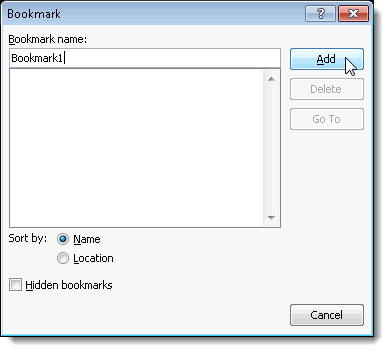 Bookmark
Bookmark name:
Bookmark1
Add
Delete
Go To
Sort by:
Name
Location
Hidden bookmarks
Cancel